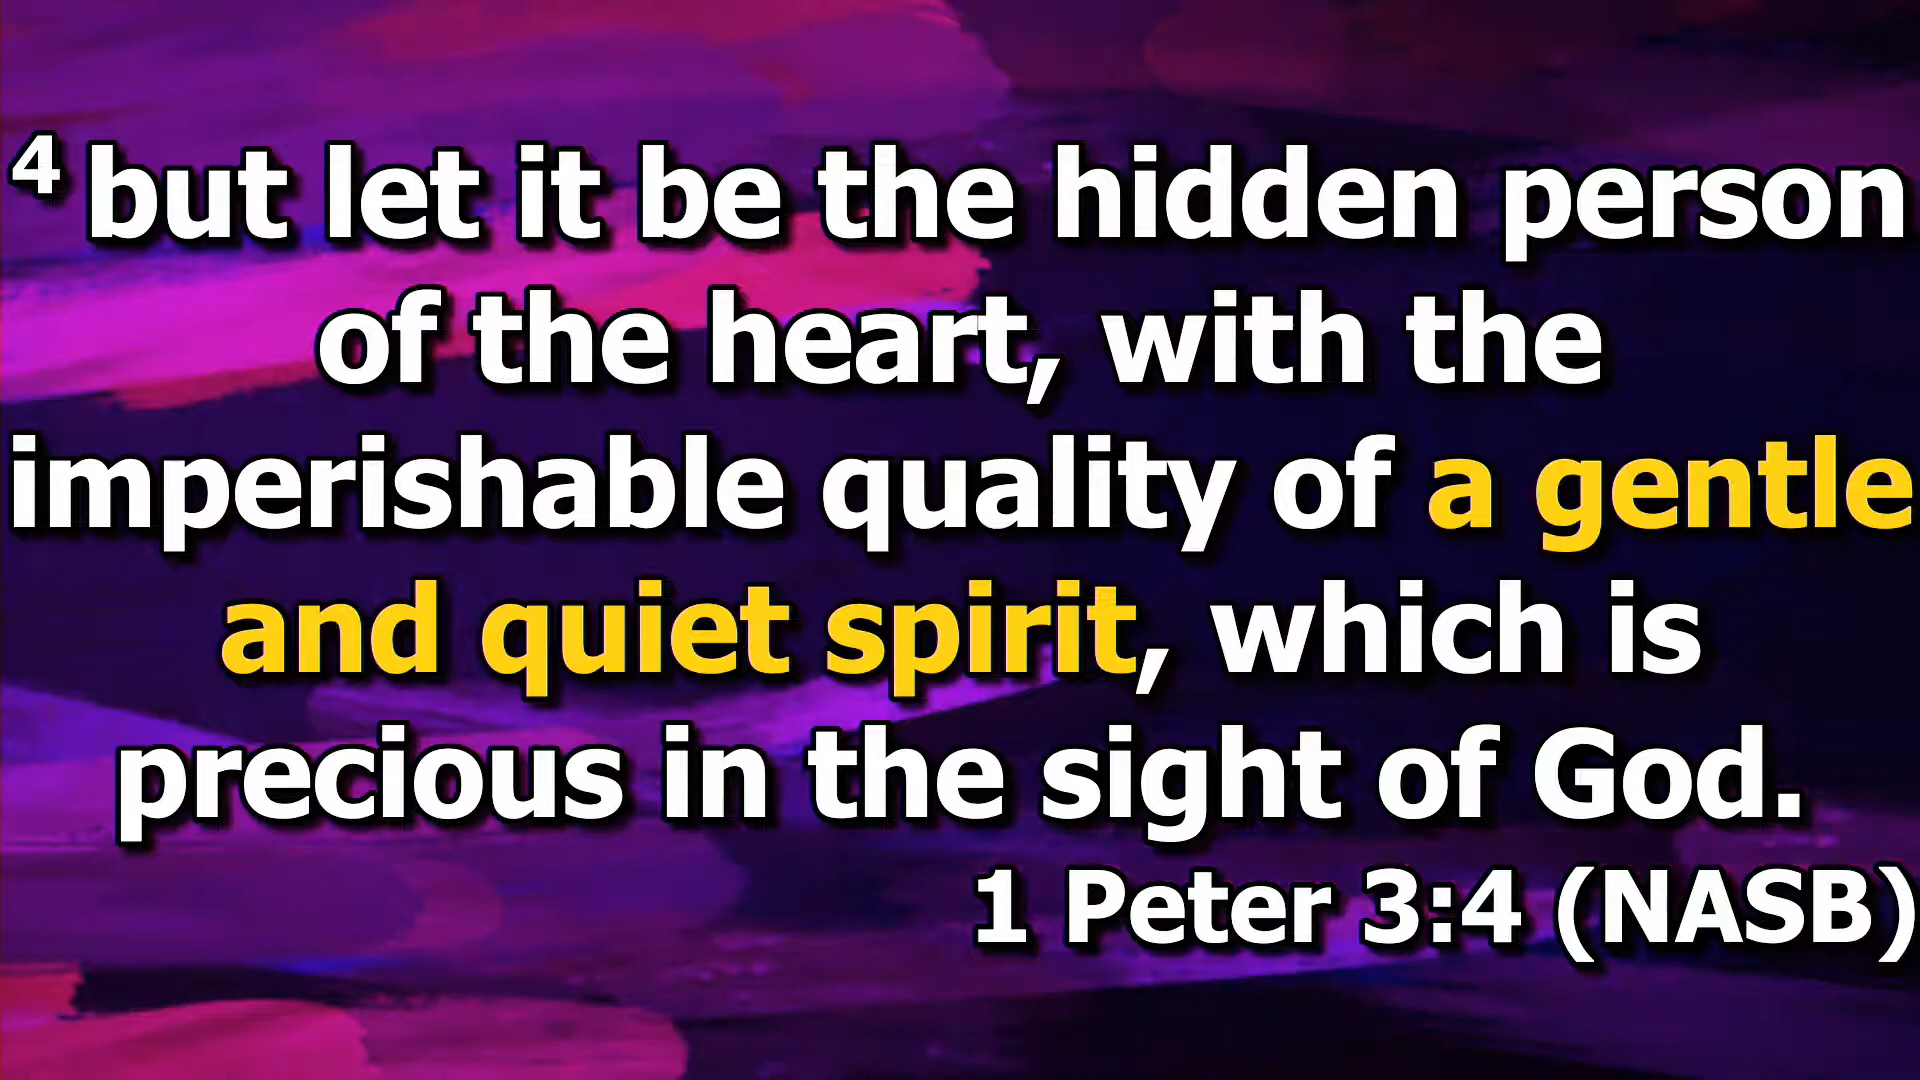 ⁴ but let it be the hidden person
of the heart, with the
imperishable quality of a gentle
and quiet spirit, which is
precious in the sight of God.
1 Peter 3:4 (NASB)